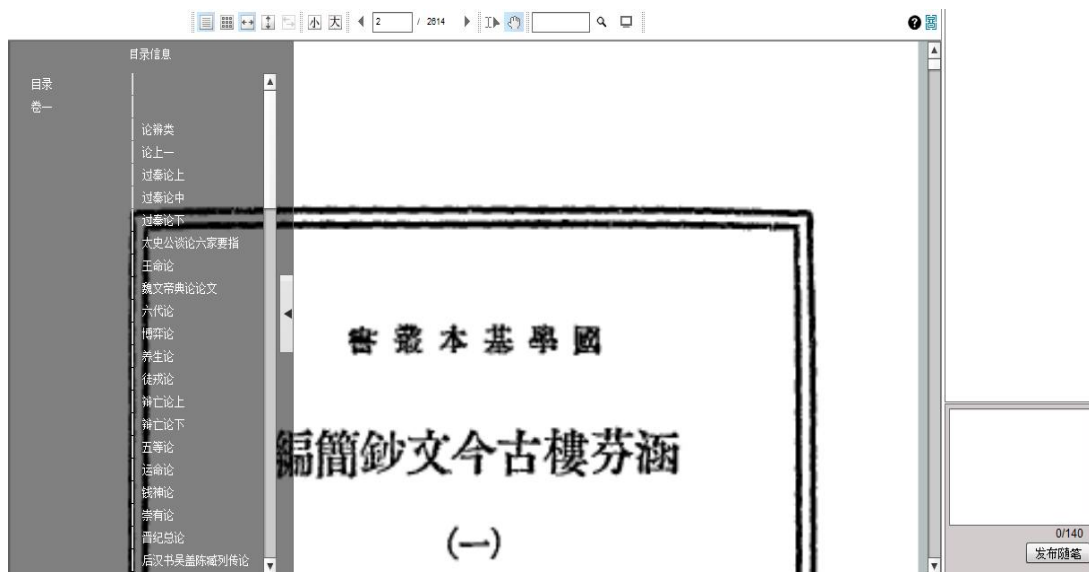 小 大 2 / 2614
目录信息
目录
卷一
论辨类
论上一
过秦论上
过秦论中
过秦论下
太史公谈论六家要指
王命论
魏文帝典论论文
六代论
博弈论
养生论
徙戎论
辩亡论上
辩亡论下
五等论
运命论
钱神论
崇有论
晋纪总论
后汉书吴盖陈臧列传论
國學基本叢書
涵芬樓古今文鈔簡編
(一)
0/140
发布随笔